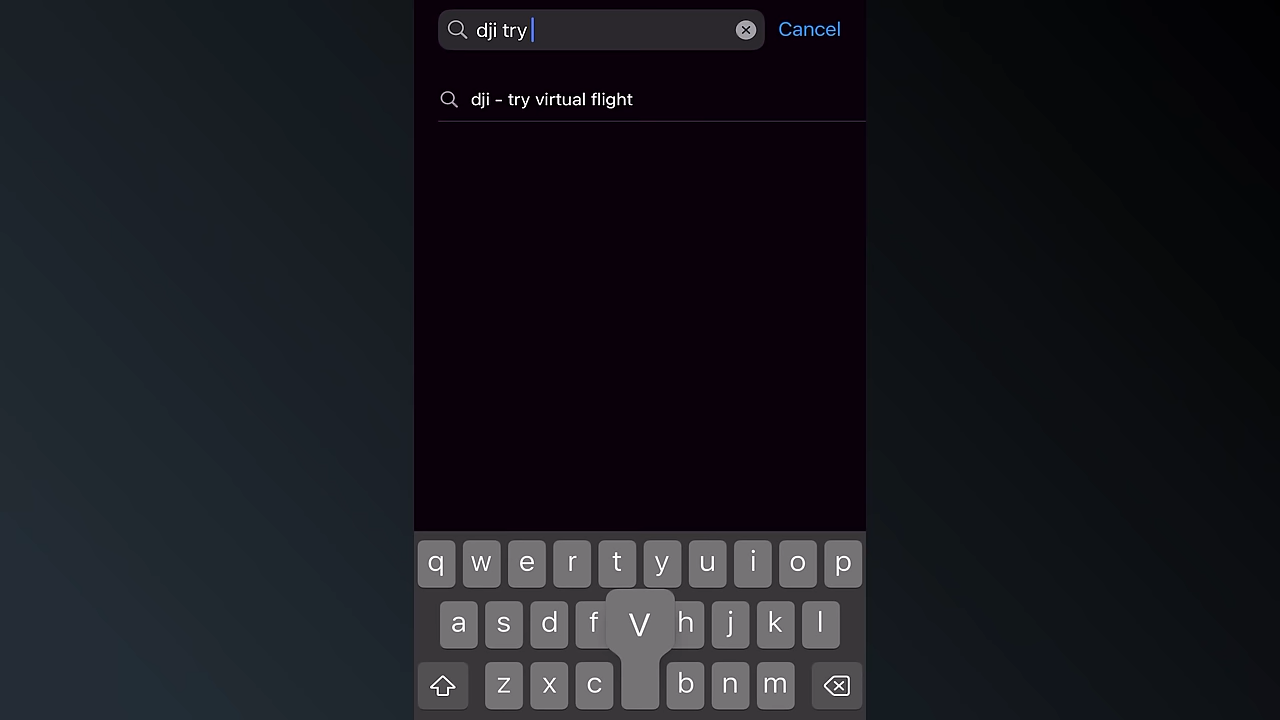 dji try
Cancel
dji - try virtual flight
q w e r t y u i o p
a s d f V h j k l
z x c b n m